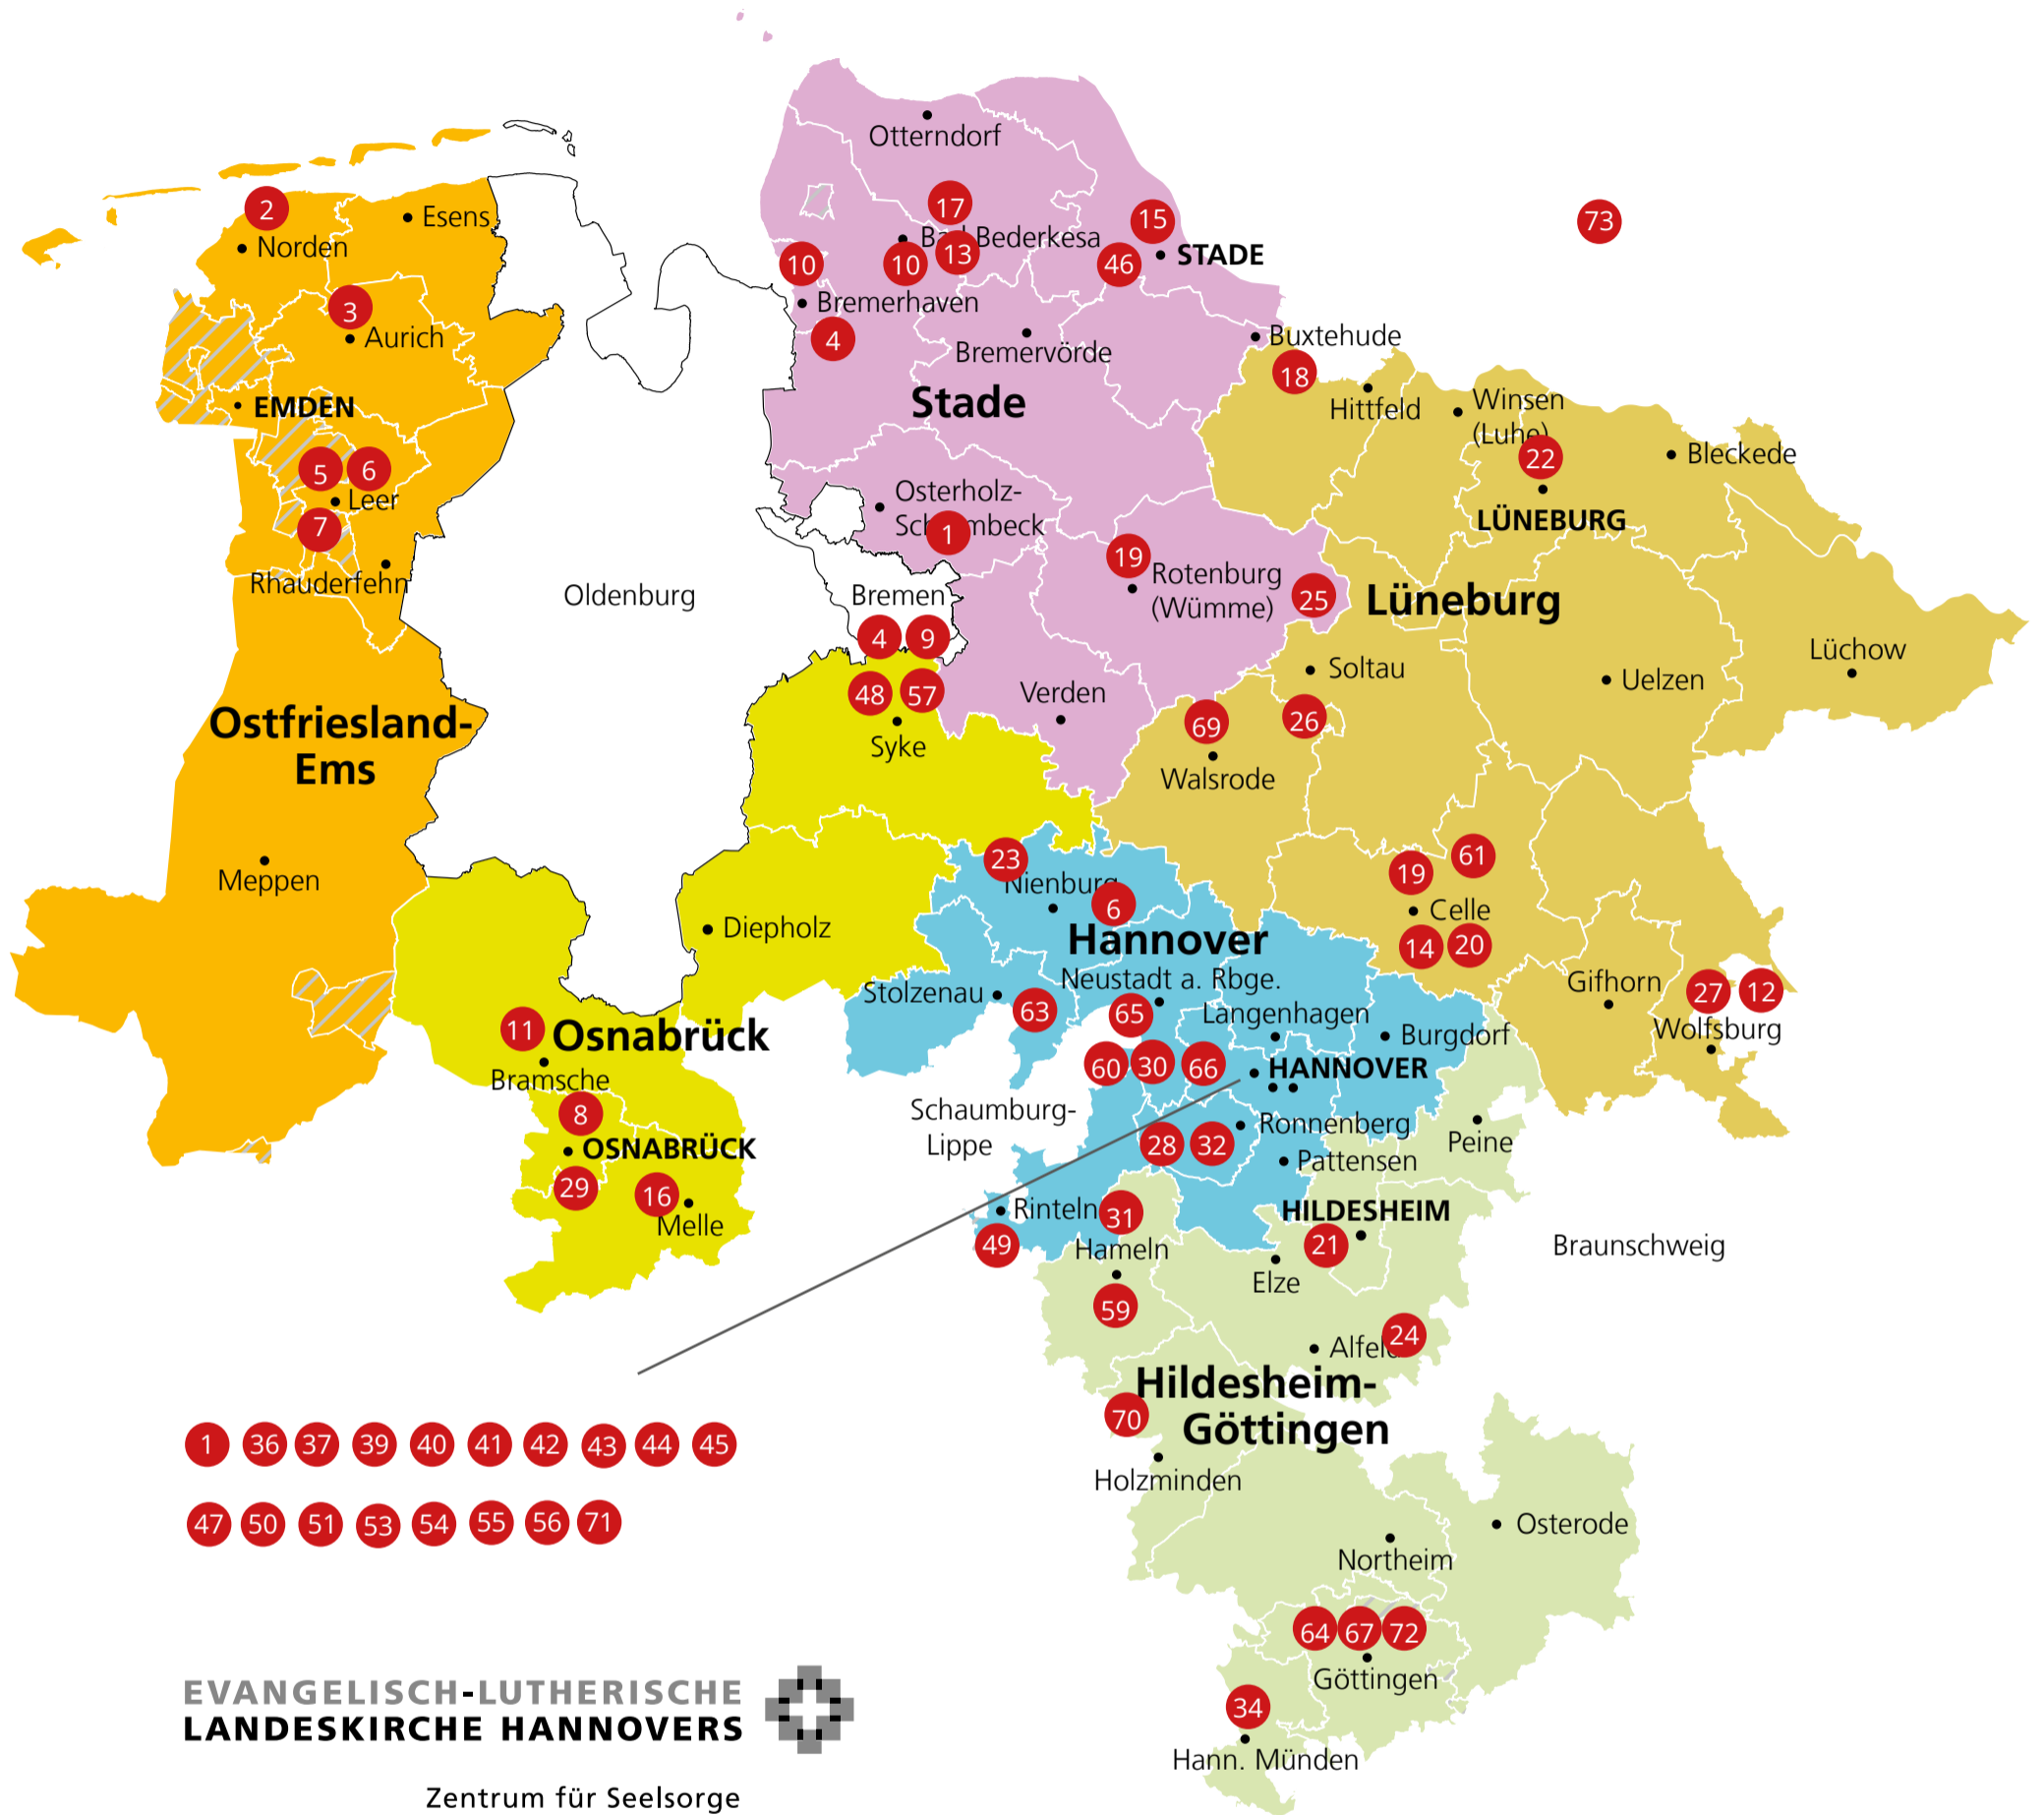 Otterndorf
2
Esens
17
15
73
Norden
Bad Bederkesa
10
10
13
46
STADE
3
Bremerhaven
Aurich
4
Bremervörde
Buxtehude
18
EMDEN
Stade
Hittfeld
Winsen
(Luhe)
22
Bleckede
5
6
Leer
Osterholz-
Scharmbeck
LÜNEBURG
7
1
19
Rhauderfehn
Oldenburg
Bremen
Rotenburg
(Wümme)
25
Lüneburg
4
9
Lüchow
48
57
Verden
Soltau
Uelzen
Ostfriesland-
Ems
Syke
69
26
Walsrode
23
61
Meppen
Nienburg
19
6
Celle
Diepholz
Hannover
14
20
Neustadt a. Rbge.
Gifhorn
27
12
Stolzenau
63
65
Langenhagen
Wolfsburg
11
Osnabrück
Burgdorf
Bramsche
60
30
66
HANNOVER
8
Schaumburg-
Lippe
Ronnenberg
Peine
OSNABRÜCK
28
32
Pattensen
29
16
Melle
Rinteln
31
HILDESHEIM
49
Hameln
21
Braunschweig
Elze
59
24
Alfeld
Hildesheim-
Göttingen
70
1 36 37 39 40 41 42 43 44 45
Holzminden
47 50 51 53 54 55 56 71
Osterode
Northeim
64 67 72
Göttingen
34
Hann. Münden
EVANGELISCH-LUTHERISCHE
LANDESKIRCHE HANNOVERS
Zentrum für Seelsorge